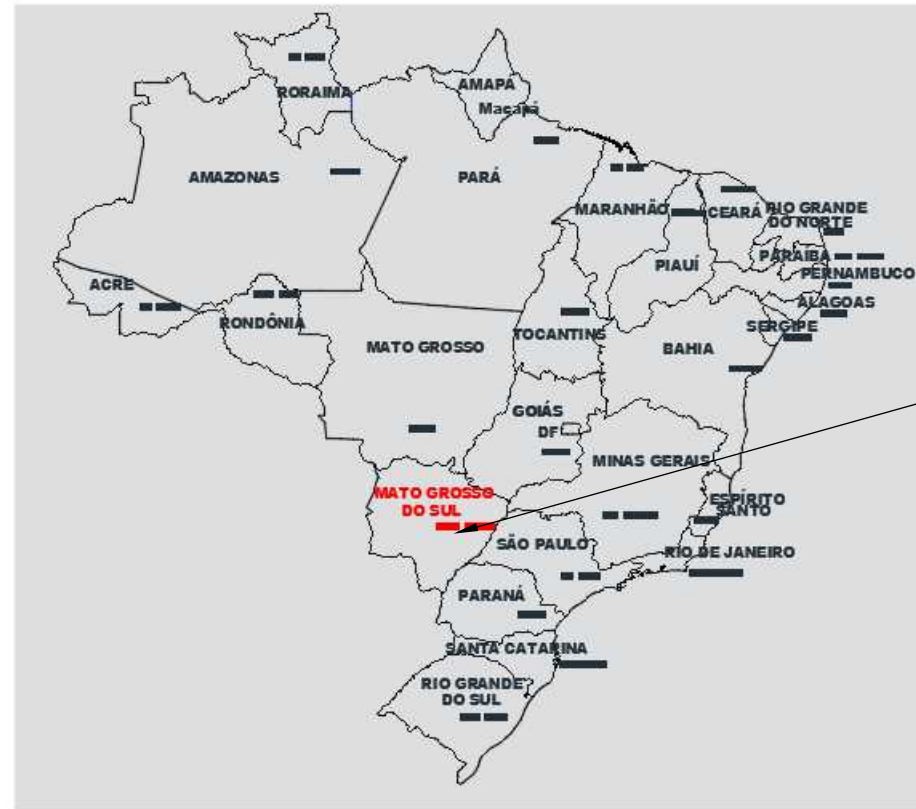 RORAIMA
AMAPA
Macapá
AMAZONAS
PARÁ
MARANHÃO
CEARÁ
RIO GRANDE
DO NORTE
PARAIBA
PIAUÍ
PERNAMBUCO
ACRE
ALAGOAS
RONDÔNIA
TOCANTINS
SERGIPE
MATO GROSSO
BAHIA
GOIÁS
DF
MINAS GERAIS
MATO GROSSO
DO SUL
ESPÍRITO
SANTO
SÃO PAULO
RIO DE JANEIRO
PARANÁ
SANTA CATARINA
RIO GRANDE
DO SUL